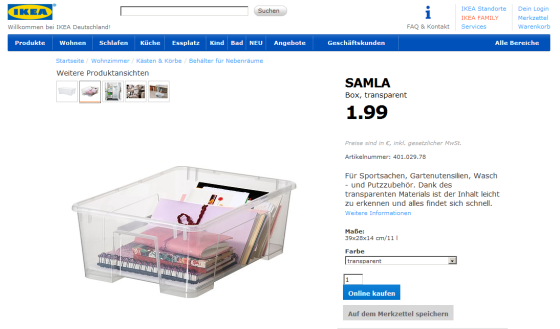 IKEA
Willkommen bei IKEA Deutschland!
Suchen
i
FAQ & Kontakt
IKEA Standorte
IKEA FAMILY
Services
Dein Login
Merkzettel
Warenkorb
Produkte Wohnen Schlafen Küche Essplatz Kind Bad NEU Angebote Geschäftskunden Alle Bereiche
Startseite / Wohnzimmer / Kästen & Körbe / Behälter für Nebenräume
Weitere Produktansichten
SAMLA
Box, transparent
1.99
Preise sind in €, inkl. gesetzlicher MwSt.
Artikelnummer: 401.029.78
Für Sportsachen, Gartenutensilien, Wasch
- und Putzzubehör. Dank des
transparenten Materials ist der Inhalt leicht
zu erkennen und alles findet sich schnell.
Weitere Informationen
Maße:
39x28x14 cm/11 l
Farbe
transparent
1
Online kaufen
Auf dem Merkzettel speichern